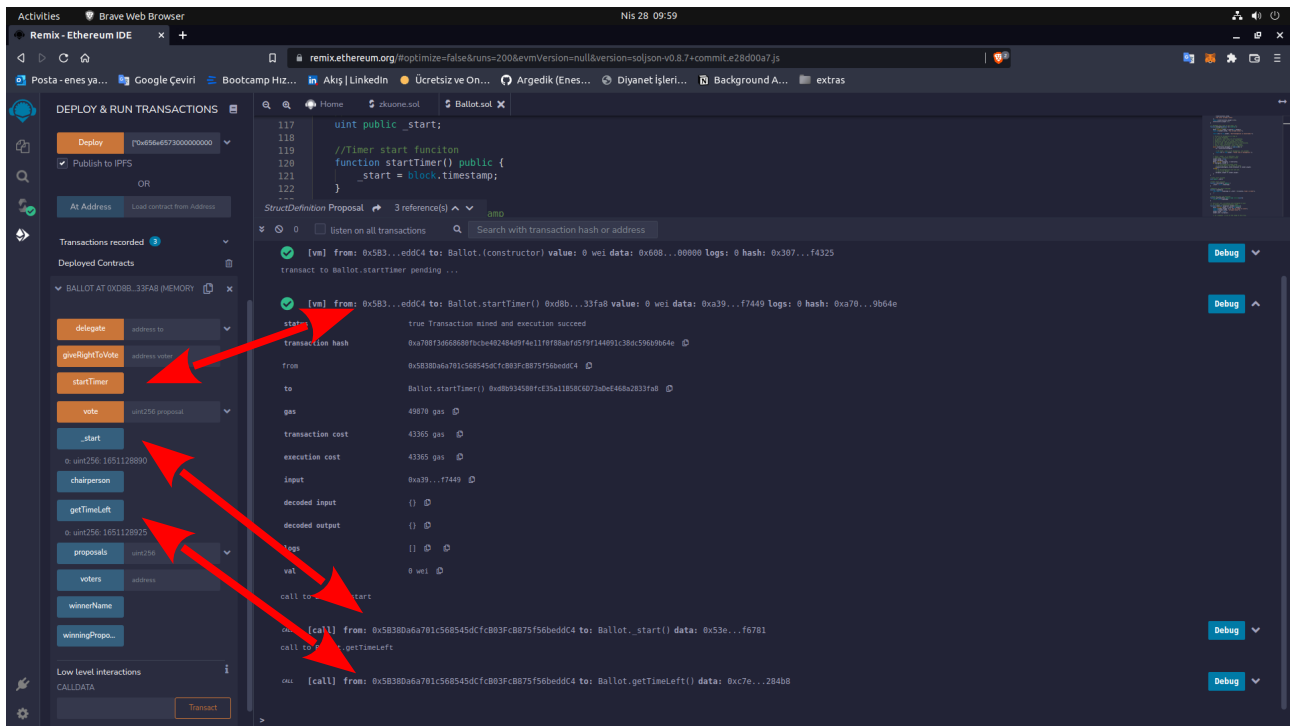 Activities Brave Web Browser Nis 28 09:59
Remix - Ethereum IDE × +
remix.ethereum.org/#optimize=false&runs=200&evmVersion=null&version=soljson-v0.8.7+commit.e28d00a7.js
Posta - enes ya... Google Çeviri Bootcamp Hız... Akış | LinkedIn Ücretsiz ve On... Argedik (Enes... Diyanet İşleri... Background A... extras
DEPLOY & RUN TRANSACTIONS
Deploy ["0x656e6573000000000
Publish to IPFS
OR
At Address Load contract from Address
Transactions recorded 3
Deployed Contracts
BALLOT AT 0XD8B...33FA8 (MEMORY
delegate address to
giveRightToVote address voter
startTimer
vote uint256 proposal
_start
0: uint256: 1651128890
chairperson
getTimeLeft
0: uint256: 1651128925
proposals uint256
voters address
winnerName
winningPropo...
Low level interactions
CALLDATA
Transact
Home zkuone.sol Ballot.sol
117 uint public _start;
118
119 //Timer start funciton
120 function startTimer() public {
121 _start = block.timestamp;
122 }
StructDefinition Proposal 3 reference(s)
0 listen on all transactions Search with transaction hash or address
[vm] from: 0x5B3...eddC4 to: Ballot.(constructor) value: 0 wei data: 0x608...00000 logs: 0 hash: 0x307...f4325 Debug
transact to Ballot.startTimer pending ...
[vm] from: 0x5B3...eddC4 to: Ballot.startTimer() 0xd8b...33fa8 value: 0 wei data: 0xa39...f7449 logs: 0 hash: 0xa70...9b64e Debug
status true Transaction mined and execution succeed
transaction hash
from 0x5B38Da6a701c568545dCfcB03FcB875f56beddC4
to Ballot.startTimer() 0xd8b934580fcE35a11B58C6D73aDeE468a2833fa8
gas 49870 gas
transaction cost 43365 gas
execution cost 43365 gas
input 0xa39...f7449
decoded input {}
decoded output {}
logs []
val 0 wei
call to start
[call] from: 0x5B38Da6a701c568545dCfcB03FcB875f56beddC4 to: Ballot._start() data: 0x53e...f6781 Debug
call to .getTimeLeft
CALL [call] from: 0x5B38Da6a701c568545dCfcB03FcB875f56beddC4 to: Ballot.getTimeLeft() data: 0xc7e...284b8 Debug
>